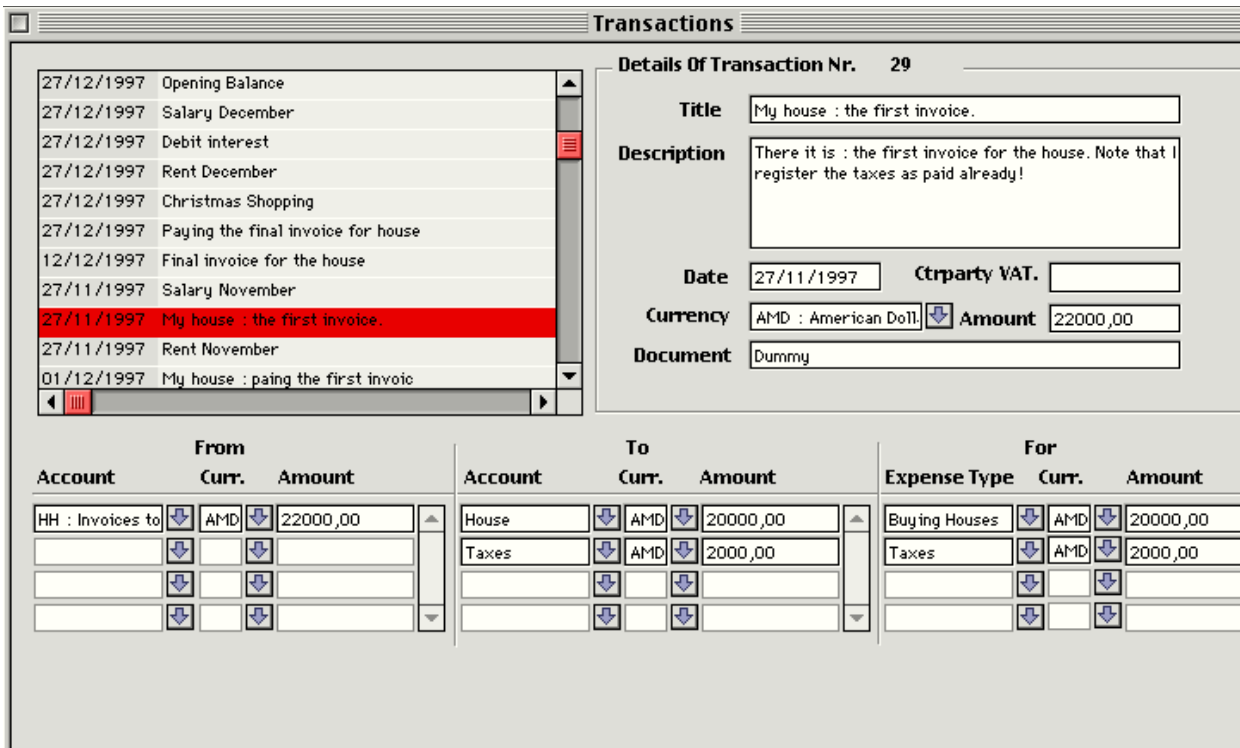 Transactions
27/12/1997 Opening Balance
27/12/1997 Salary December
27/12/1997 Debit interest
27/12/1997 Rent December
27/12/1997 Christmas Shopping
27/12/1997 Paying the final invoice for house
12/12/1997 Final invoice for the house
27/11/1997 Salary November
27/11/1997 My house : the first invoice.
27/11/1997 Rent November
01/12/1997 My house : paing the first invoic
Details Of Transaction Nr. 29
Title My house : the first invoice.
Description There it is : the first invoice for the house. Note that I
register the taxes as paid already!
Date 27/11/1997 Ctrparty VAT.
Currency AMD : American Doll. Amount 22000,00
Document Dummy
From To For
Account Curr. Amount Account Curr. Amount Expense Type Curr. Amount
HH : Invoices to AMD 22000,00 House AMD 20000,00 Buying Houses AMD 20000,00
Taxes AMD 2000,00 Taxes AMD 2000,00